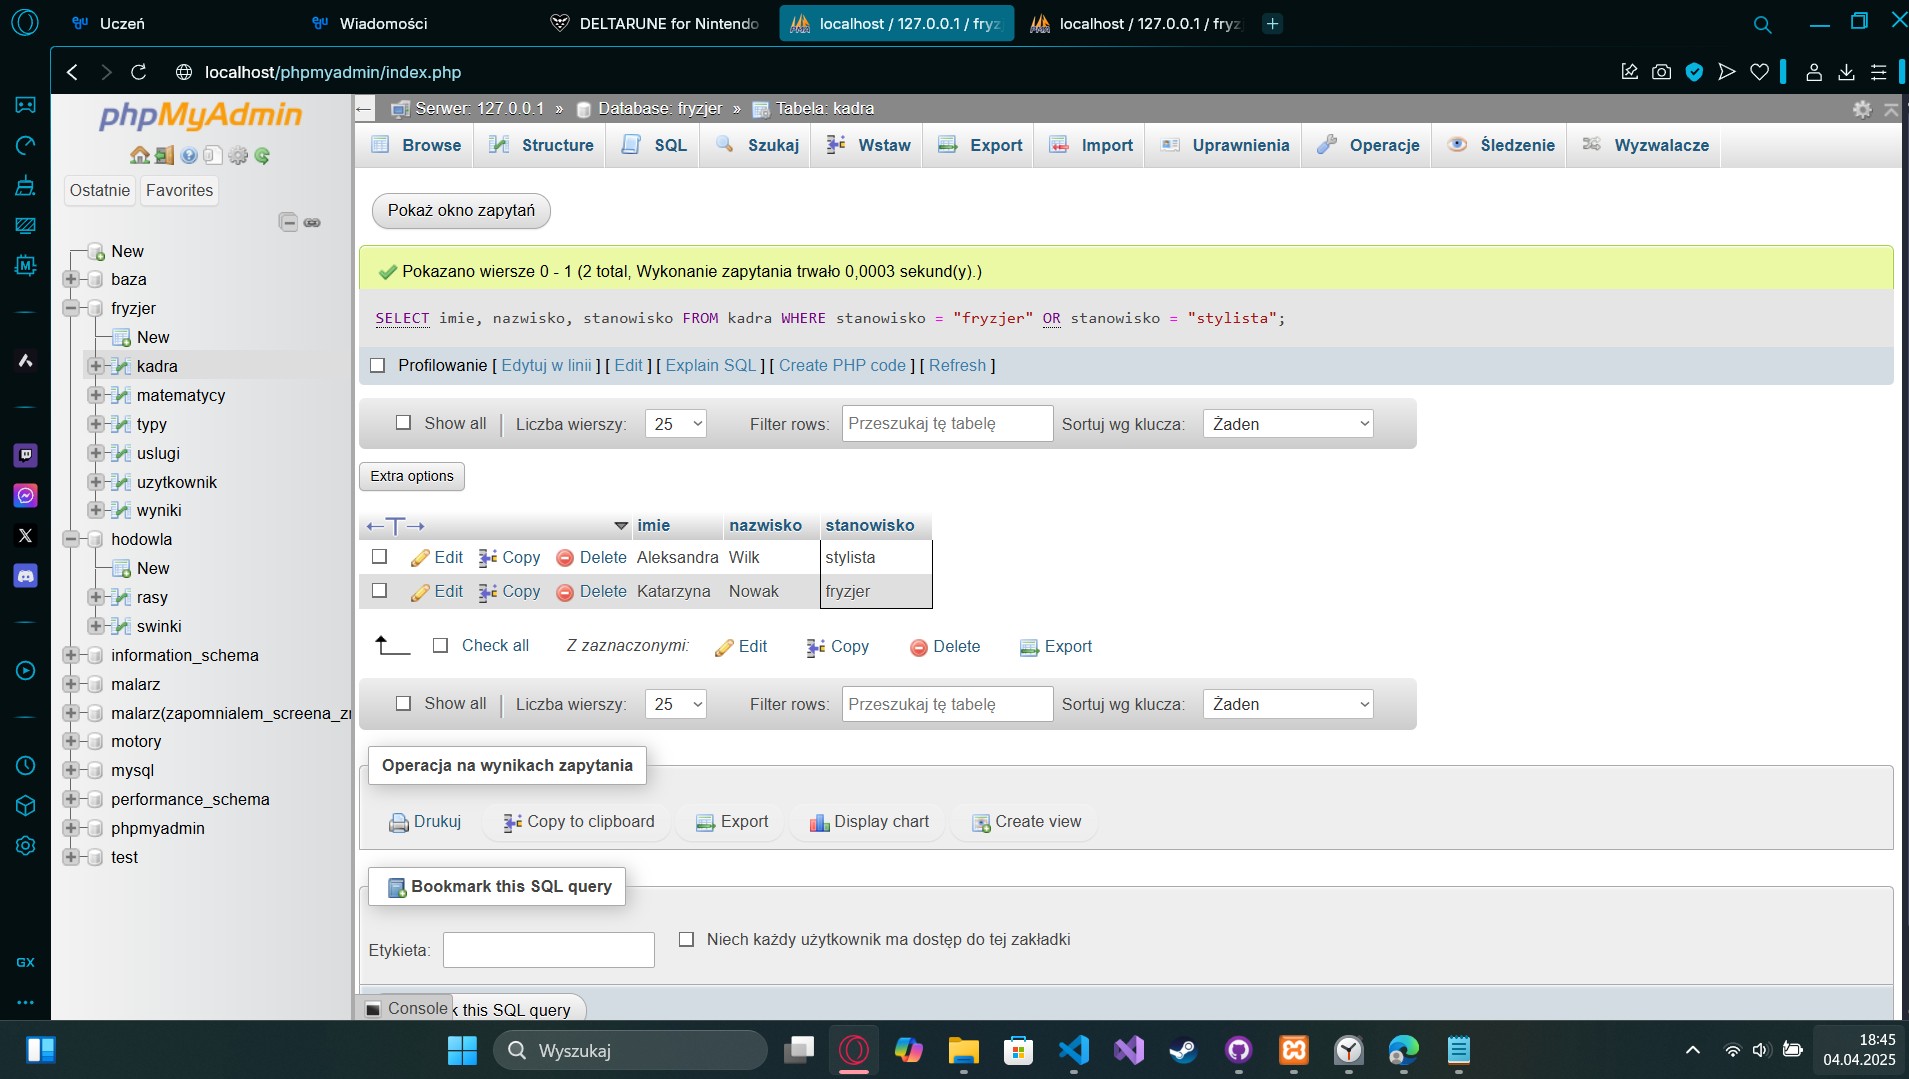 Uczeń
Wiadomości
DELTARUNE for Nintendo
localhost / 127.0.0.1 / fryz
localhost / 127.0.0.1 / fryz
localhost/phpmyadmin/index.php
phpMyAdmin
Ostatnie
Favorites
New
baza
fryzjer
New
kadra
matematycy
typy
uslugi
uzytkownik
wyniki
hodowla
New
rasy
swinki
information_schema
malarz
malarz(zapomnialem_screena_zr
motory
mysql
performance_schema
phpmyadmin
test
Serwer: 127.0.0.1 » Database: fryzjer » Tabela: kadra
Browse Structure SQL Szukaj Wstaw Export Import Uprawnienia Operacje Śledzenie Wyzwalacze
Pokaż okno zapytań
Pokazano wiersze 0 - 1 (2 total, Wykonanie zapytania trwało 0,0003 sekund(y).)
SELECT imie, nazwisko, stanowisko FROM kadra WHERE stanowisko = "fryzjer" OR stanowisko = "stylista";
Profilowanie [ Edytuj w linii ] [ Edit ] [ Explain SQL ] [ Create PHP code ] [ Refresh ]
Show all Liczba wierszy: 25 Filter rows: Przeszukaj tę tabelę Sortuj wg klucza: Żaden
Extra options
imie nazwisko stanowisko
Edit Copy Delete Aleksandra Wilk stylista
Edit Copy Delete Katarzyna Nowak fryzjer
Check all Z zaznaczonymi: Edit Copy Delete Export
Show all Liczba wierszy: 25 Filter rows: Przeszukaj tę tabelę Sortuj wg klucza: Żaden
Operacja na wynikach zapytania
Drukuj Copy to clipboard Export Display chart Create view
Bookmark this SQL query
Etykieta: Niech każdy użytkownik ma dostęp do tej zakładki
Console k this SQL query
GX
Wyszukaj
18:45
04.04.2025